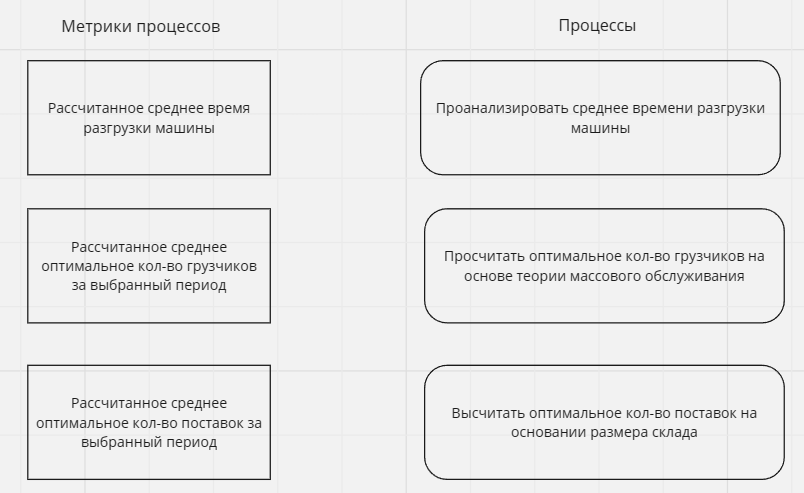 Метрики процессов
Процессы
Рассчитанное среднее время
разгрузки машины
Проанализировать среднее времени разгрузки
машины
Рассчитанное среднее
оптимальное кол-во грузчиков
за выбранный период
Просчитать оптимальное кол-во грузчиков на
основе теории массового обслуживания
Рассчитанное среднее
оптимальное кол-во поставок за
выбранный период
Высчитать оптимальное кол-во поставок на
основании размера склада